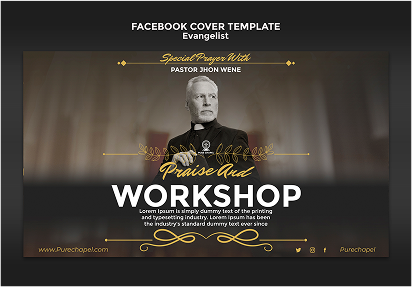 FACEBOOK COVER TEMPLATE
Evangelist
Special Prayer With
PASTOR JHON WENE
Praise And
WORKSHOP
Lorem Ipsum is simply dummy text of the printing
and typesetting industry. Lorem Ipsum has been
the industry's standard dummy text ever since
www.Purechapel.com
Purechapel